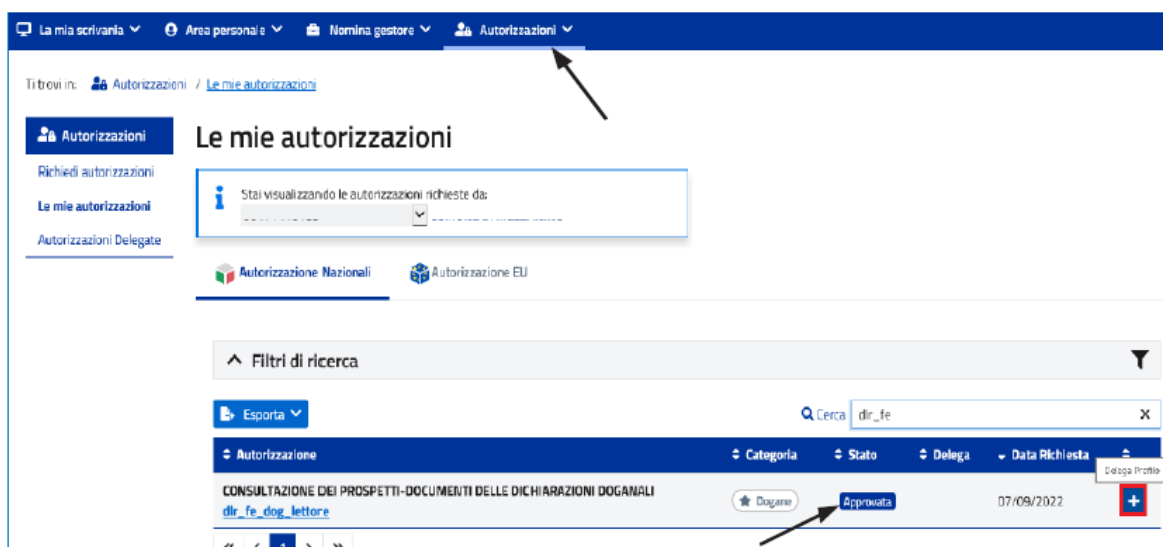 La mia scrivania Area personale Nomina gestore Autorizzazioni
Ti trovi in: Autorizzazioni / Le mie autorizzazioni
Autorizzazioni
Richiedi autorizzazioni
Le mie autorizzazioni
Autorizzazioni Delegate
Le mie autorizzazioni
Stai visualizzando le autorizzazioni richieste da:
Autorizzazione Nazionali Autorizzazione EU
Filtri di ricerca
Esporta
Cerca dlr_fe X
Autorizzazione Categoria Stato Delega Data Richiesta
Delega Profilo
CONSULTAZIONE DEI PROSPETTI-DOCUMENTI DELLE DICHIARAZIONI DOGANALI
dlr_fe_dog_lettore
Dogane Approvata 07/09/2022 +
« < 1 > »